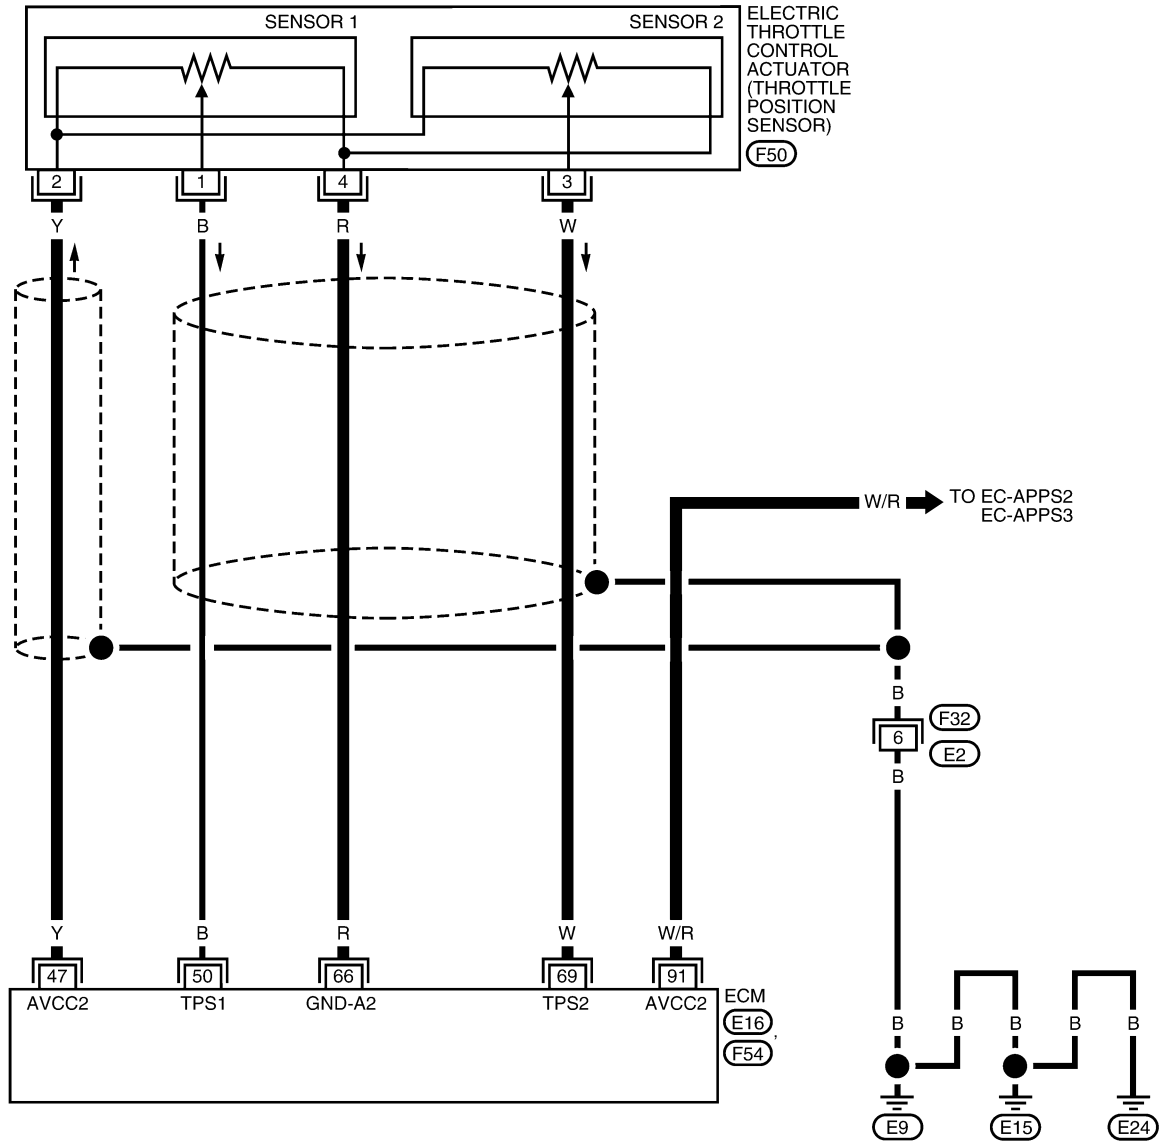 SENSOR 1
SENSOR 2
ELECTRIC
THROTTLE
CONTROL
ACTUATOR
(THROTTLE
POSITION
SENSOR)
F50
2
1
4
3
Y
B
R
W
W/R
TO EC-APPS2
EC-APPS3
B
F32
6
E2
B
Y
B
R
W
W/R
47
50
66
69
91
AVCC2
TPS1
GND-A2
TPS2
AVCC2
ECM
E16
,
F54
B
B
B
B
B
E9
E15
E24